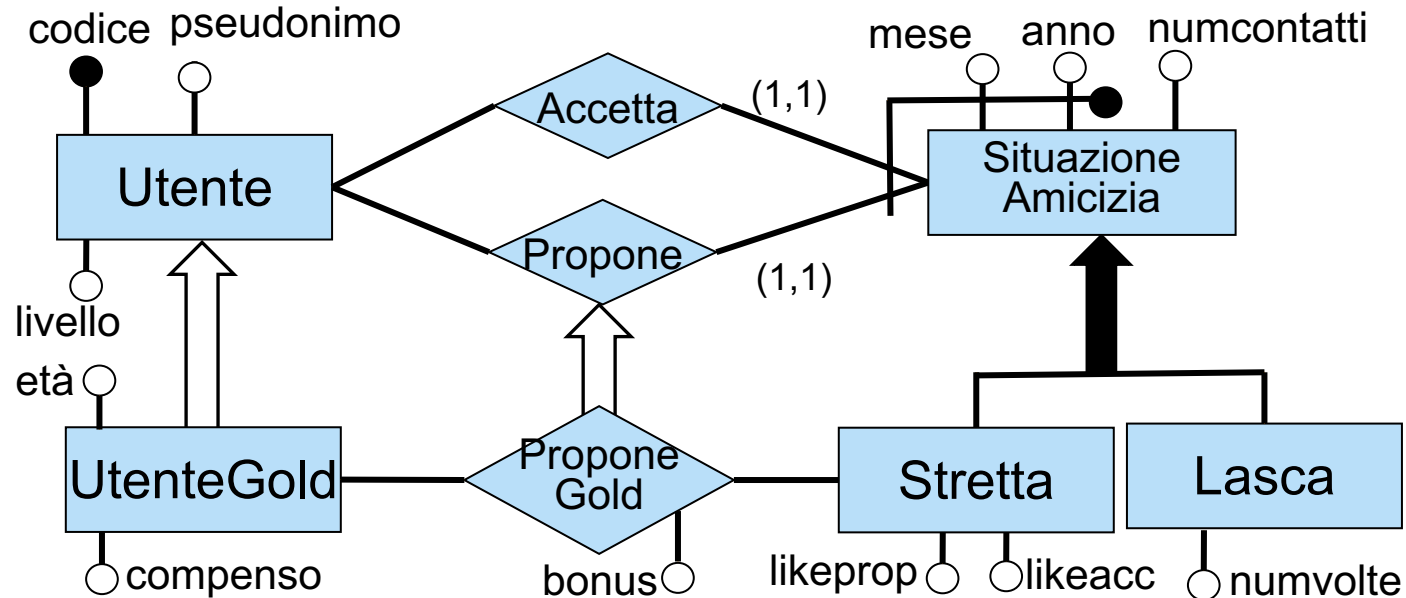 codice
pseudonimo
mese
anno
numcontatti
Accetta
(1,1)
Utente
Situazione
Amicizia
Propone
(1,1)
livello
età
UtenteGold
Propone
Gold
Stretta
Lasca
compenso
bonus
likeprop
likeacc
numvolte